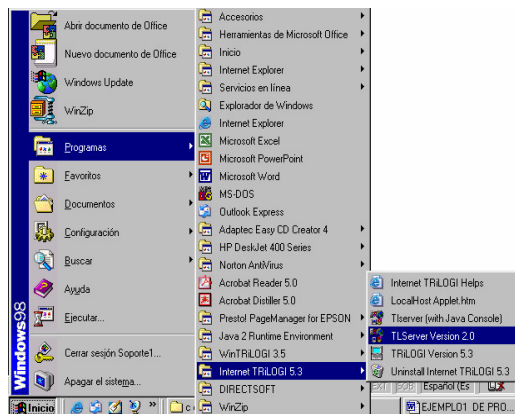 Abrir documento de Office
Nuevo documento de Office
Windows Update
WinZip
Programas
Favoritos
Documentos
Configuración
Buscar
Ayuda
Ejecutar...
Cerrar sesión Soporte1...
Apagar el sistema...
Windows98
Accesorios
Herramientas de Microsoft Office
Inicio
Internet Explorer
Servicios en línea
Explorador de Windows
Internet Explorer
Microsoft Excel
Microsoft PowerPoint
Microsoft Word
MS-DOS
Outlook Express
Adaptec Easy CD Creator 4
HP DeskJet 400 Series
Norton AntiVirus
Acrobat Reader 5.0
Acrobat Distiller 5.0
Presto! PageManager for EPSON
Java 2 Runtime Environment
WinTRiLOGI 3.5
Internet TRiLOGI 5.3
DIRECTSOFT
WinZip
Internet TRiLOGI Helps
LocalHost Applet.htm
Tlserver (with Java Console)
TLServer Version 2.0
TRiLOGI Version 5.3
Uninstall Internet TRiLOGI 5.3
EXT SOB Español (Es
Inicio
»
c
EJEMPLO1 DE PRO...